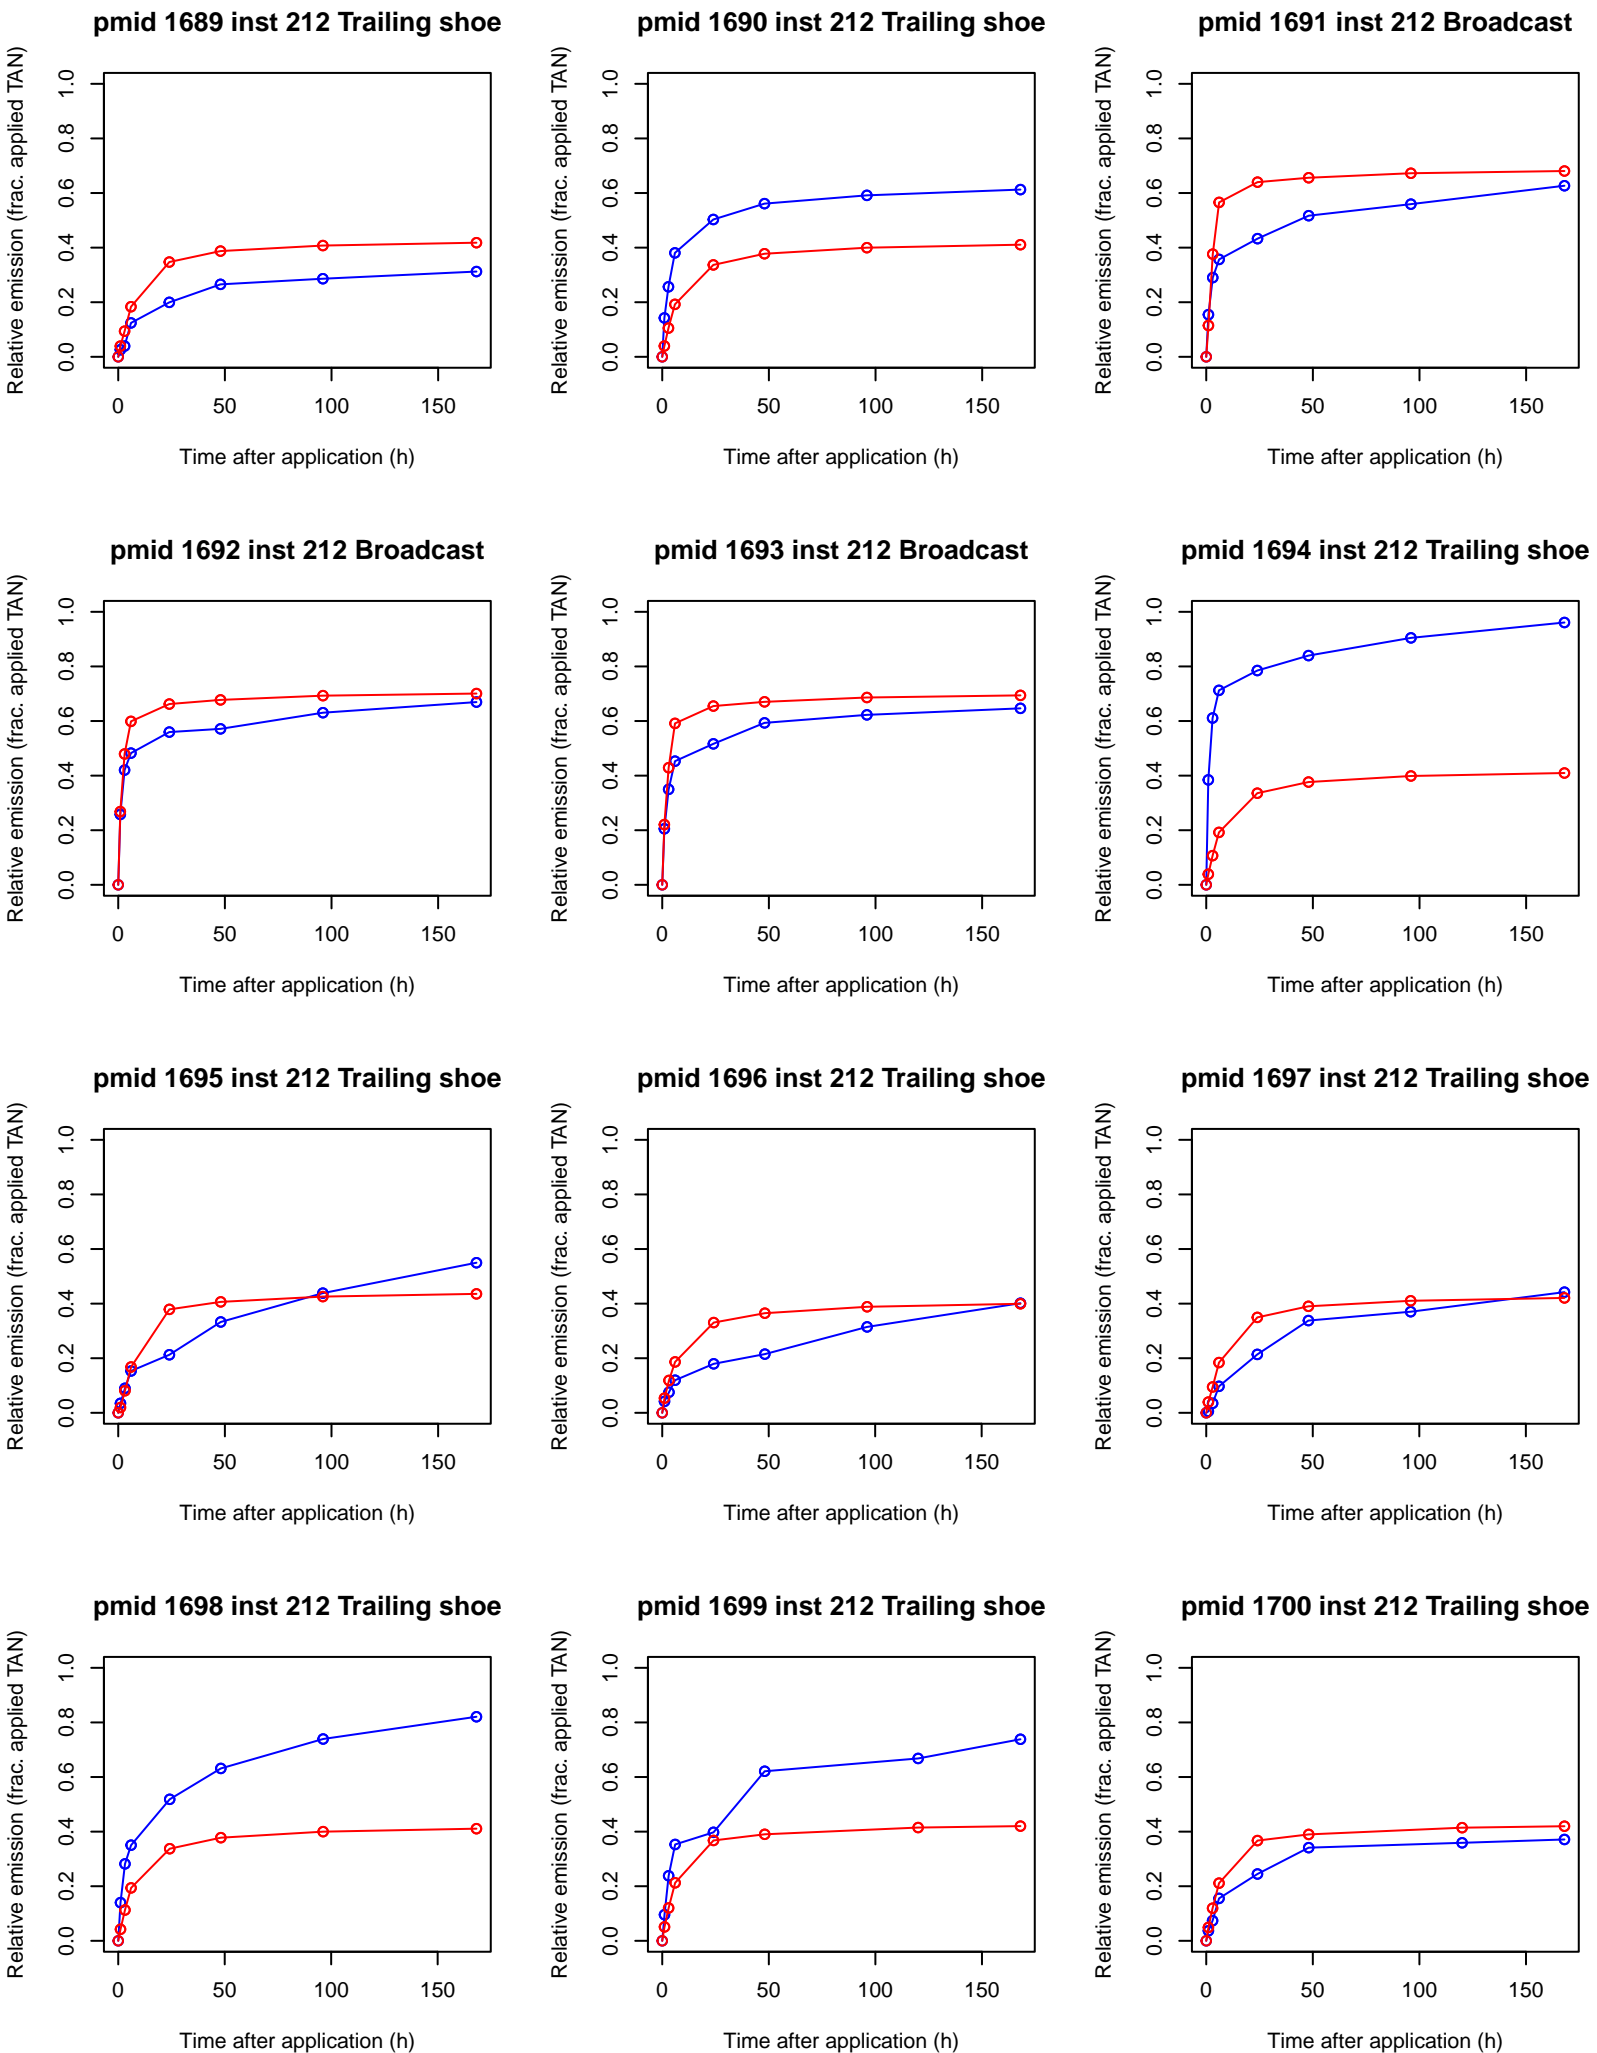 pmid 1689 inst 212 Trailing shoe
Relative emission (frac. applied TAN)
1.0
0.8
0.6
0.4
0.2
0.0
0 50 100 150
Time after application (h)
pmid 1690 inst 212 Trailing shoe
Relative emission (frac. applied TAN)
1.0
0.8
0.6
0.4
0.2
0.0
0 50 100 150
Time after application (h)
pmid 1691 inst 212 Broadcast
Relative emission (frac. applied TAN)
1.0
0.8
0.6
0.4
0.2
0.0
0 50 100 150
Time after application (h)
pmid 1692 inst 212 Broadcast
Relative emission (frac. applied TAN)
1.0
0.8
0.6
0.4
0.2
0.0
0 50 100 150
Time after application (h)
pmid 1693 inst 212 Broadcast
Relative emission (frac. applied TAN)
1.0
0.8
0.6
0.4
0.2
0.0
0 50 100 150
Time after application (h)
pmid 1694 inst 212 Trailing shoe
Relative emission (frac. applied TAN)
1.0
0.8
0.6
0.4
0.2
0.0
0 50 100 150
Time after application (h)
pmid 1695 inst 212 Trailing shoe
Relative emission (frac. applied TAN)
1.0
0.8
0.6
0.4
0.2
0.0
0 50 100 150
Time after application (h)
pmid 1696 inst 212 Trailing shoe
Relative emission (frac. applied TAN)
1.0
0.8
0.6
0.4
0.2
0.0
0 50 100 150
Time after application (h)
pmid 1697 inst 212 Trailing shoe
Relative emission (frac. applied TAN)
1.0
0.8
0.6
0.4
0.2
0.0
0 50 100 150
Time after application (h)
pmid 1698 inst 212 Trailing shoe
Relative emission (frac. applied TAN)
1.0
0.8
0.6
0.4
0.2
0.0
0 50 100 150
Time after application (h)
pmid 1699 inst 212 Trailing shoe
Relative emission (frac. applied TAN)
1.0
0.8
0.6
0.4
0.2
0.0
0 50 100 150
Time after application (h)
pmid 1700 inst 212 Trailing shoe
Relative emission (frac. applied TAN)
1.0
0.8
0.6
0.4
0.2
0.0
0 50 100 150
Time after application (h)